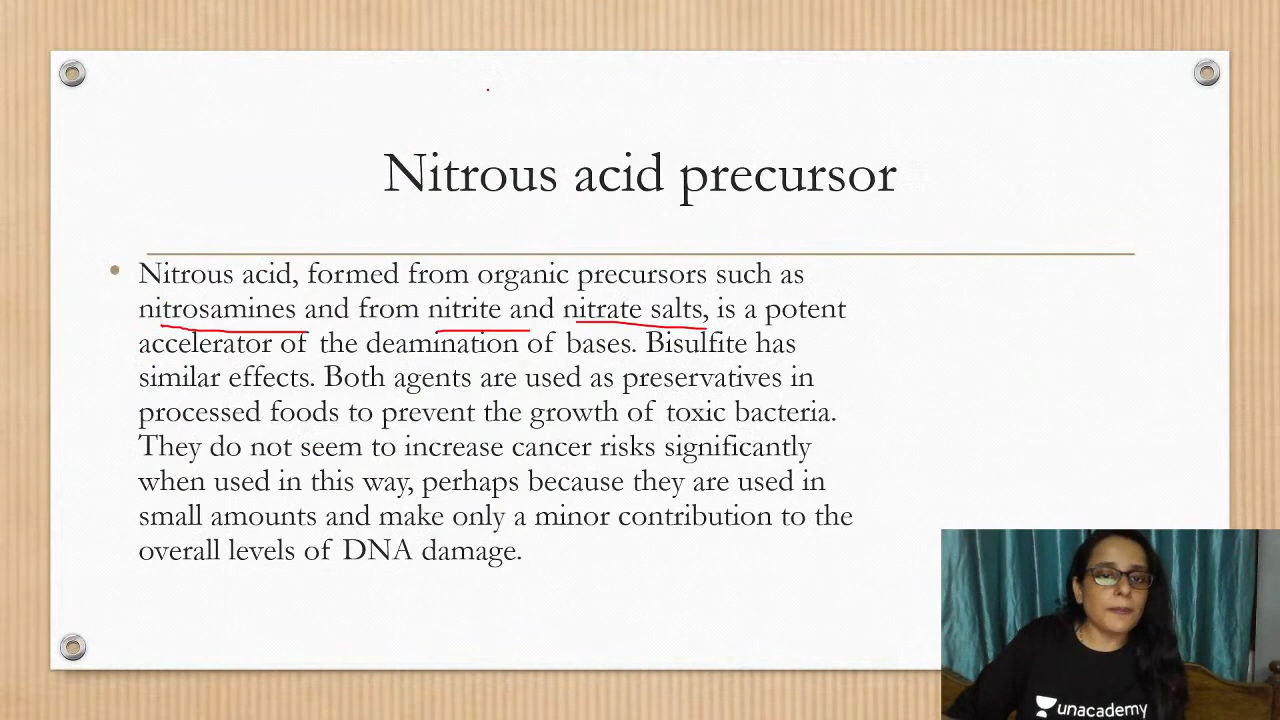 Nitrous acid precursor
Nitrous acid, formed from organic precursors such as
nitrosamines and from nitrite and nitrate salts, is a potent
accelerator of the deamination of bases. Bisulfite has
similar effects. Both agents are used as preservatives in
processed foods to prevent the growth of toxic bacteria.
They do not seem to increase cancer risks significantly
when used in this way, perhaps because they are used in
small amounts and make only a minor contribution to the
overall levels of DNA damage.
unacademy